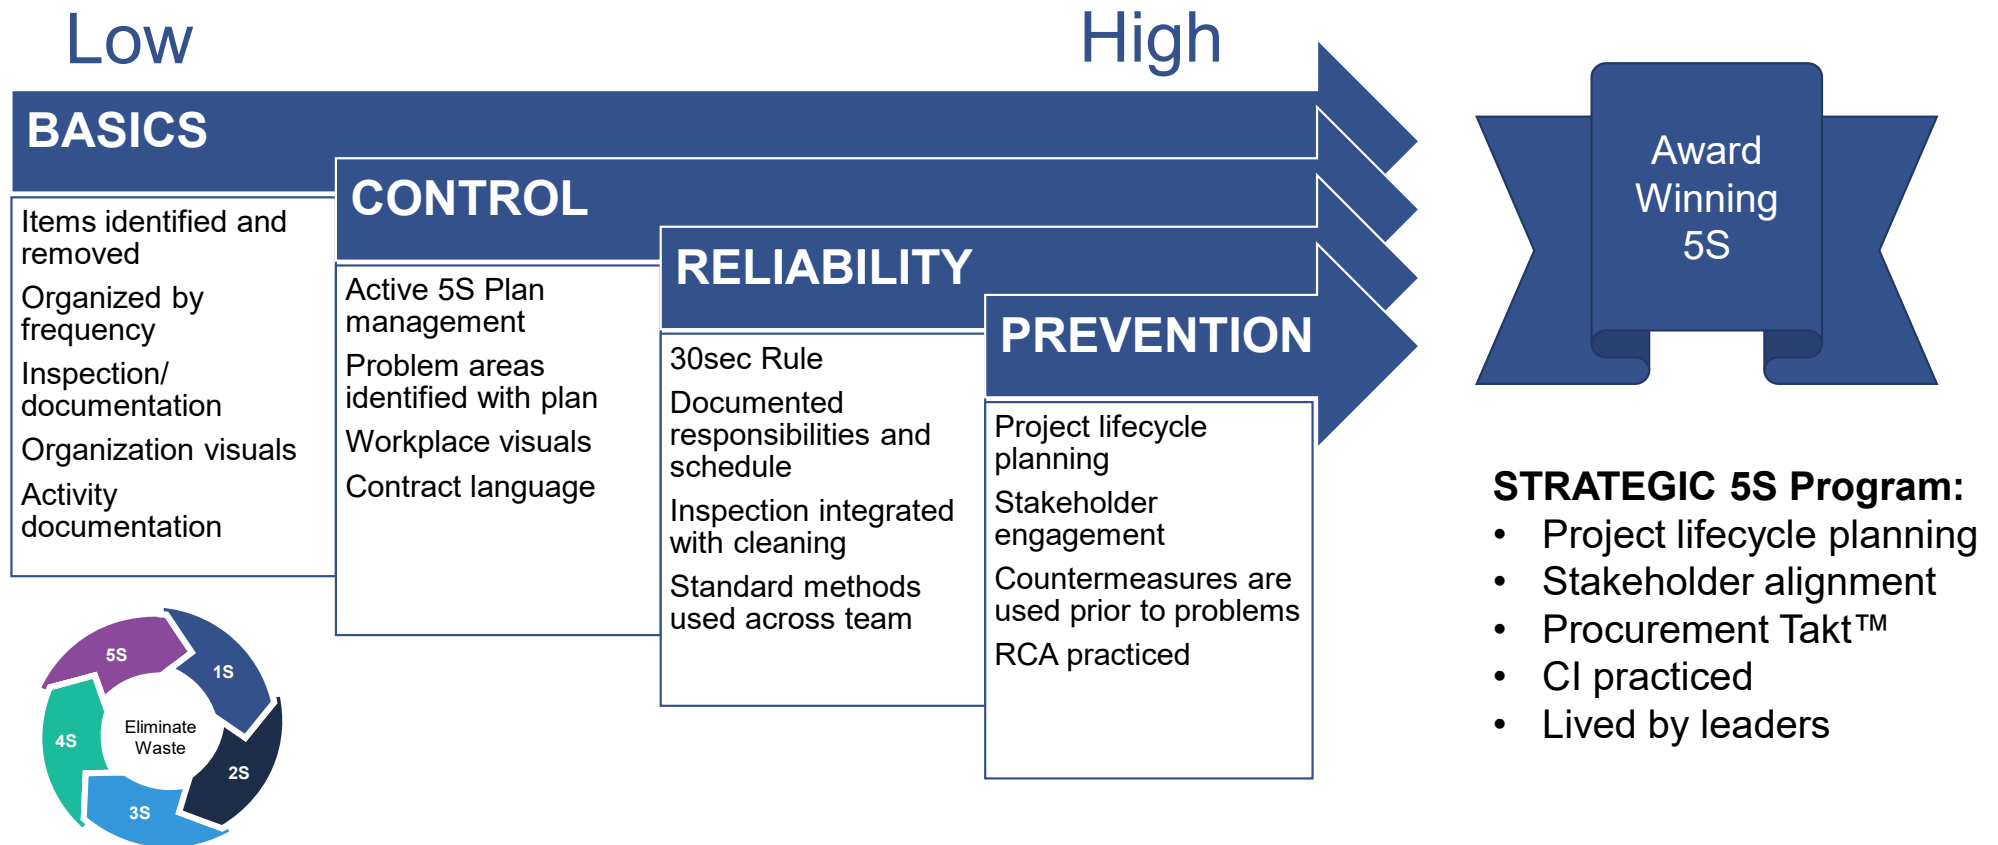 Low
High
BASICS
Items identified and
removed
Organized by
frequency
Inspection/
documentation
Organization visuals
Activity
documentation
CONTROL
Active 5S Plan
management
Problem areas
identified with plan
Workplace visuals
Contract language
RELIABILITY
30sec Rule
Documented
responsibilities and
schedule
Inspection integrated
with cleaning
Standard methods
used across team
PREVENTION
Project lifecycle
planning
Stakeholder
engagement
Countermeasures are
used prior to problems
RCA practiced
Award
Winning
5S
STRATEGIC 5S Program:
• Project lifecycle planning
• Stakeholder alignment
• Procurement Takt™
• CI practiced
• Lived by leaders
1S
2S
3S
4S
5S
Eliminate
Waste